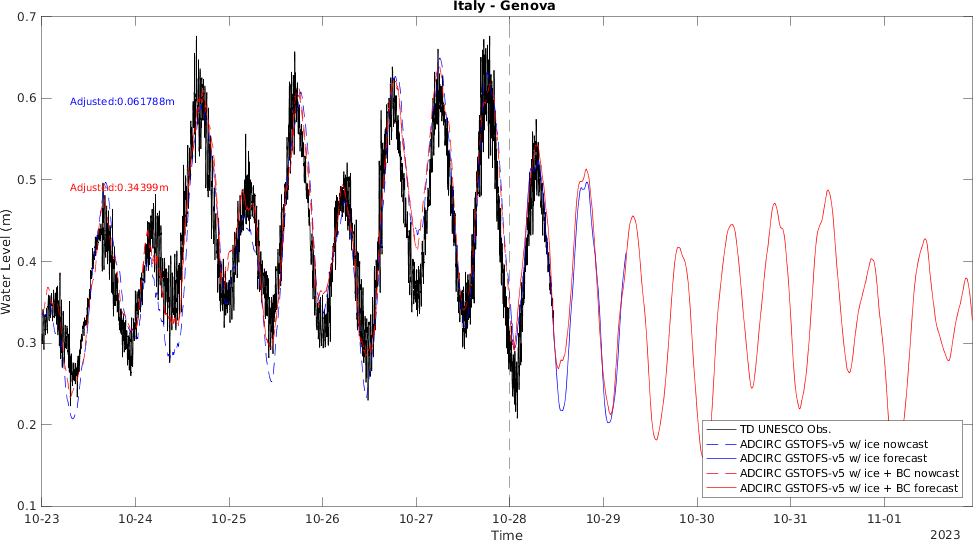 Italy - Genova
0.7
0.6
0.5
0.4
0.3
0.2
0.1
Water Level (m)
Adjusted:0.061788m
Adjusted:0.34399m
TD UNESCO Obs.
ADCIRC GSTOFS-v5 w/ ice nowcast
ADCIRC GSTOFS-v5 w/ ice forecast
ADCIRC GSTOFS-v5 w/ ice + BC nowcast
ADCIRC GSTOFS-v5 w/ ice + BC forecast
10-23 10-24 10-25 10-26 10-27 10-28 10-29 10-30 10-31 11-01
Time
2023